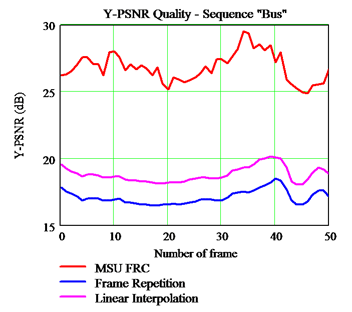 Y-PSNR Quality - Sequence "Bus"
30
25
20
15
Y-PSNR (dB)
0 10 20 30 40 50
Number of frame
MSU FRC
Frame Repetition
Linear Interpolation